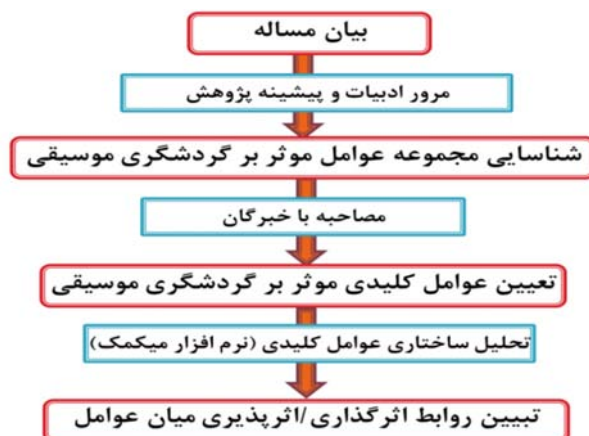 بیان مساله
مرور ادبیات و پیشینه پژوهش
شناسایی مجموعه عوامل موثر بر گردشگری موسیقی
مصاحبه با خبرگان
تعیین عوامل کلیدی موثر بر گردشگری موسیقی
تحلیل ساختاری عوامل کلیدی (نرم افزار میکمک)
تبیین روابط اثرگذاری/اثرپذیری میان عوامل